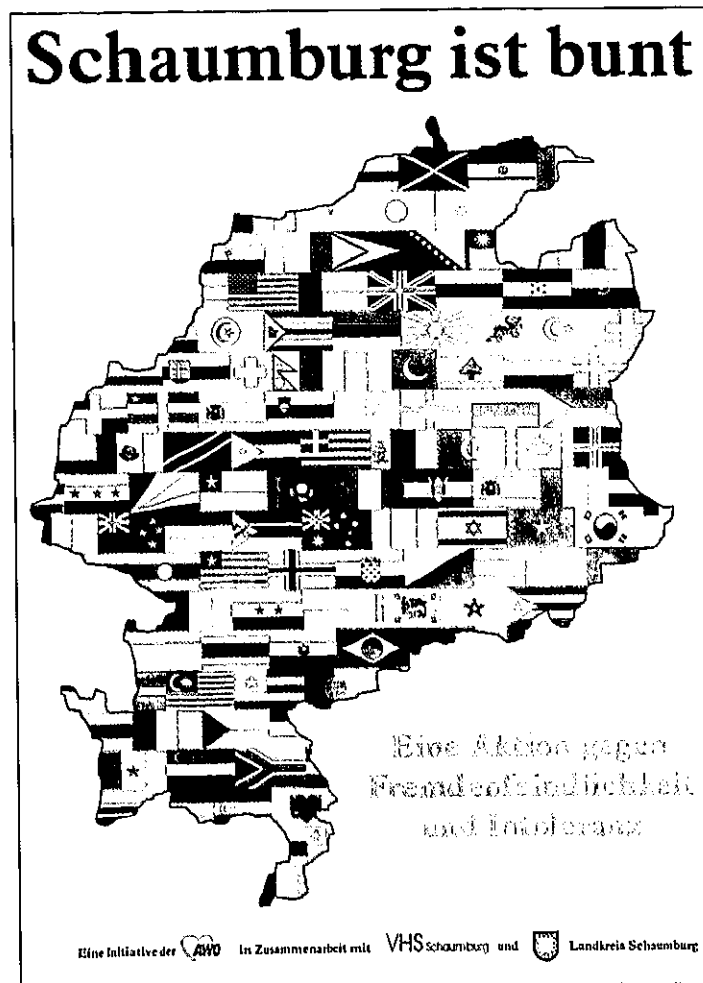 Schaumburg ist bunt
Eine Aktion gegen
Fremdenfeindlichkeit
und Intoleranz
Eine Initiative der AWO in Zusammenarbeit mit VHS Schaumburg und Landkreis Schaumburg